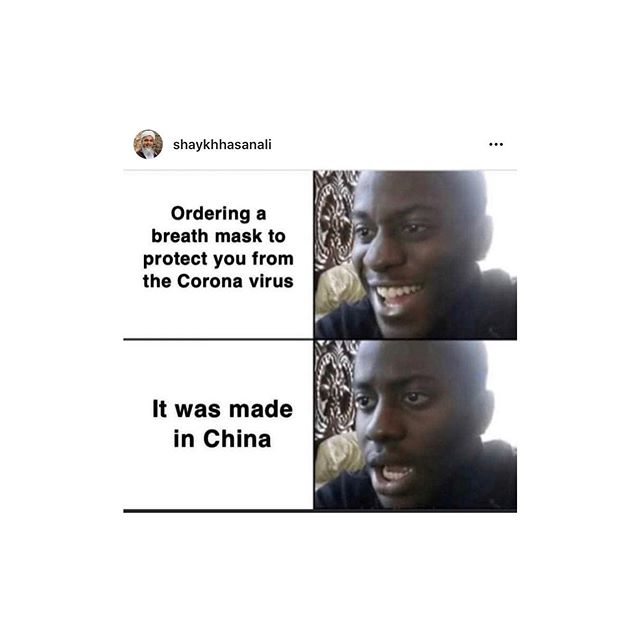 shaykhhasanali
Ordering a
breath mask to
protect you from
the Corona virus
It was made
in China